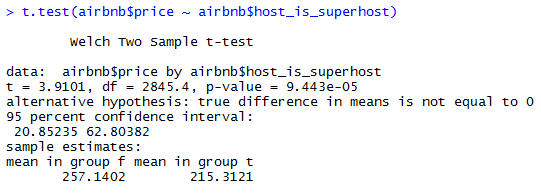 > t.test(airbnb$price ~ airbnb$host_is_superhost)
Welch Two Sample t-test
data:  airbnb$price by airbnb$host_is_superhost
t = 3.9101, df = 2845.4, p-value = 9.443e-05
alternative hypothesis: true difference in means is not equal to 0
95 percent confidence interval:
 20.85235 62.80382
sample estimates:
mean in group f mean in group t
       257.1402        215.3121